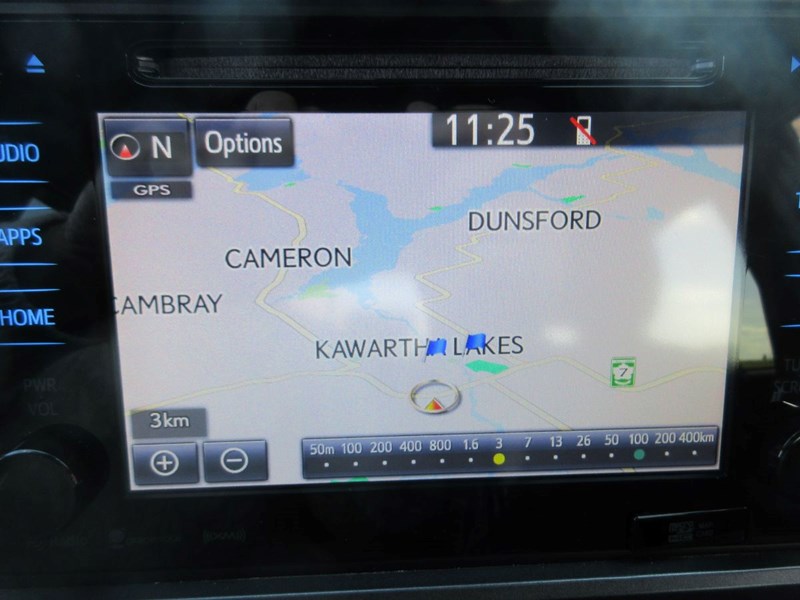 11:25
UDIO
N
Options
GPS
APPS
DUNSFORD
CAMERON
CAMBRAY
HOME
KAWARTHA LAKES
7
PWR
VOL
3km
50m 100 200 400 800 1.6 3 7 13 26 50 100 200 400km